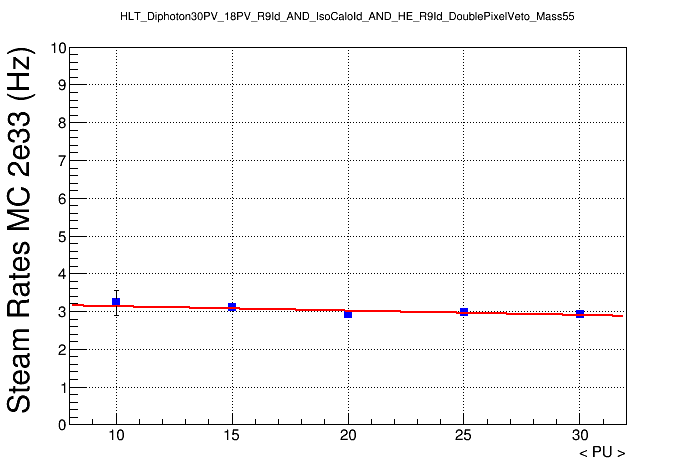 HLT_Diphoton30PV_18PV_R9Id_AND_IsoCaloId_AND_HE_R9Id_DoublePixelVeto_Mass55
Steam Rates MC 2e33 (Hz)
10
9
8
7
6
5
4
3
2
1
0
10 15 20 25 30
< PU >